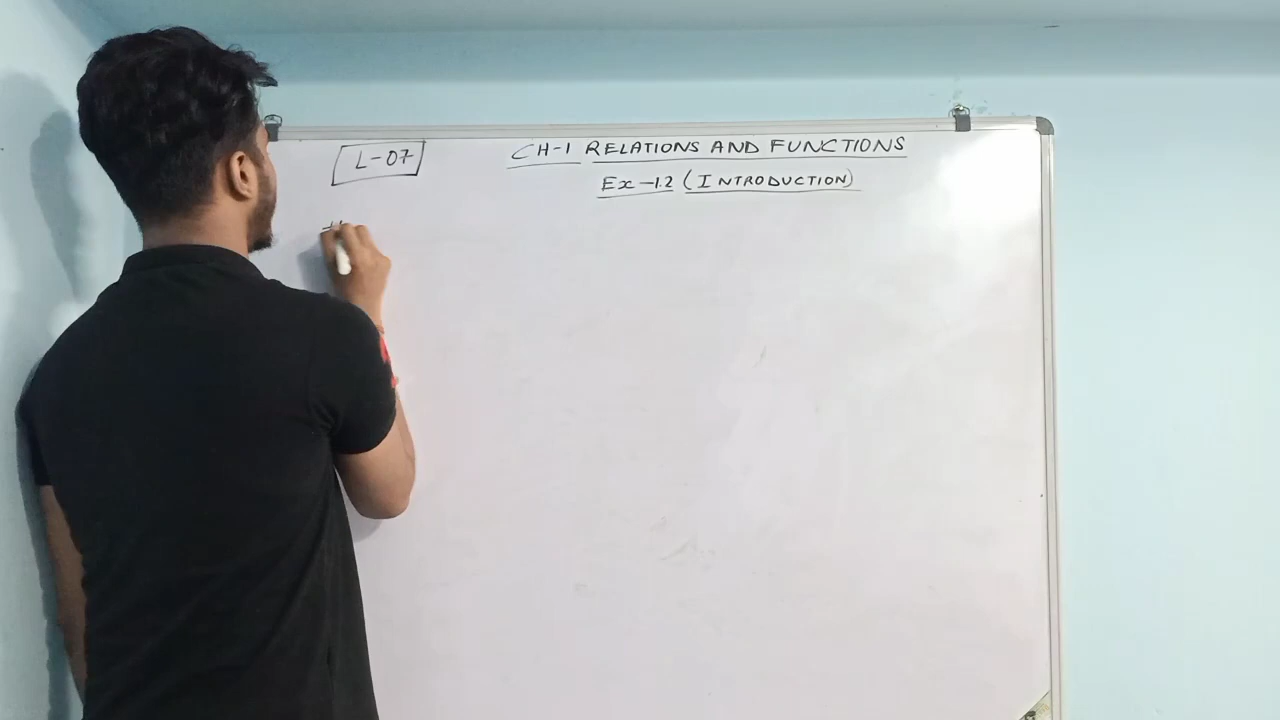 L-07
CH-1 RELATIONS AND FUNCTIONS
Ex-1.2 (INTRODUCTION)